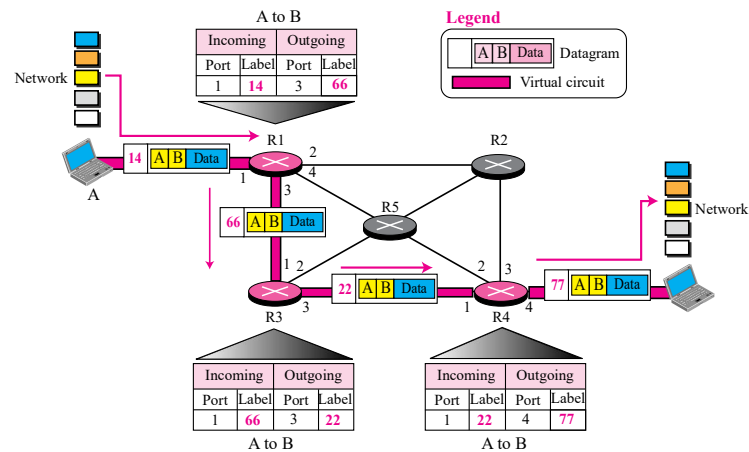 A to B
Incoming Outgoing
Port Label Port Label
1 14 3 66
Legend
A B Data Datagram
Virtual circuit
Network
R1
R2
14 A B Data
1
2
4
3
A
66 A B Data
R5
Network
1
2
R3
3
22 A B Data
2
3
1
R4
4
77 A B Data
Incoming Outgoing
Port Label Port Label
1 66 3 22
A to B
Incoming Outgoing
Port Label Port Label
1 22 4 77
A to B